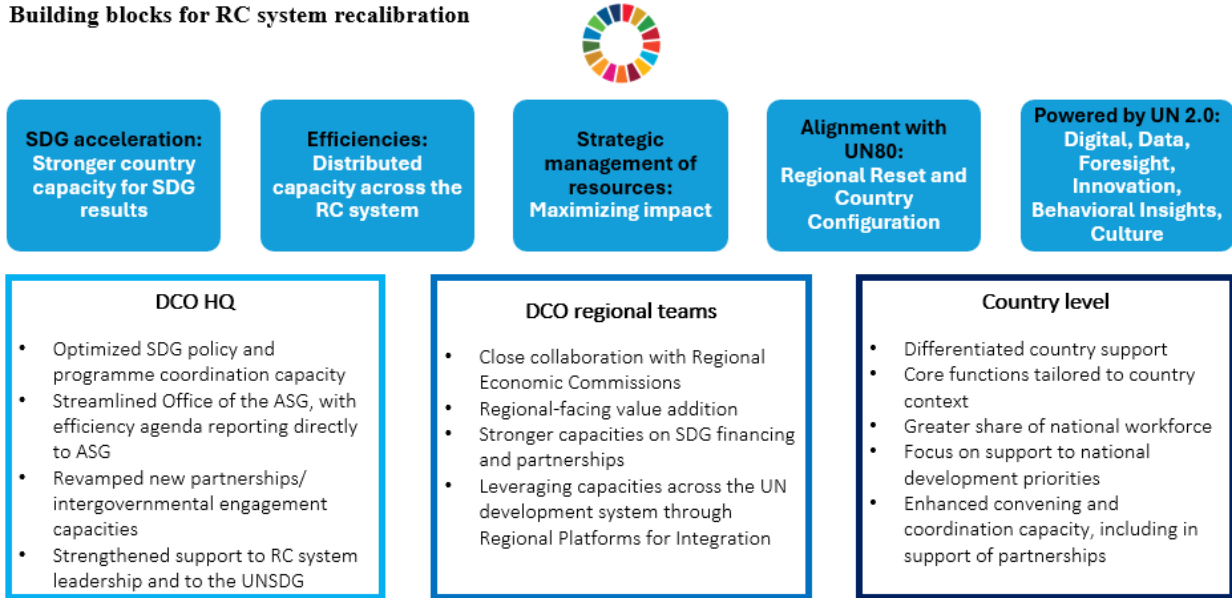 Building blocks for RC system recalibration
SDG acceleration:
Stronger country
capacity for SDG
results
Efficiencies:
Distributed
capacity across the
RC system
Strategic
management of
resources:
Maximizing impact
Alignment with
UN80:
Regional Reset and
Country
Configuration
Powered by UN 2.0:
Digital, Data,
Foresight,
Innovation,
Behavioral Insights,
Culture
DCO HQ
• Optimized SDG policy and
programme coordination capacity
• Streamlined Office of the ASG, with
efficiency agenda reporting directly
to ASG
• Revamped new partnerships/
intergovernmental engagement
capacities
• Strengthened support to RC system
leadership and to the UNSDG
DCO regional teams
• Close collaboration with Regional
Economic Commissions
• Regional-facing value addition
• Stronger capacities on SDG financing
and partnerships
• Leveraging capacities across the UN
development system through
Regional Platforms for Integration
Country level
• Differentiated country support
• Core functions tailored to country
context
• Greater share of national workforce
• Focus on support to national
development priorities
• Enhanced convening and
coordination capacity, including in
support of partnerships